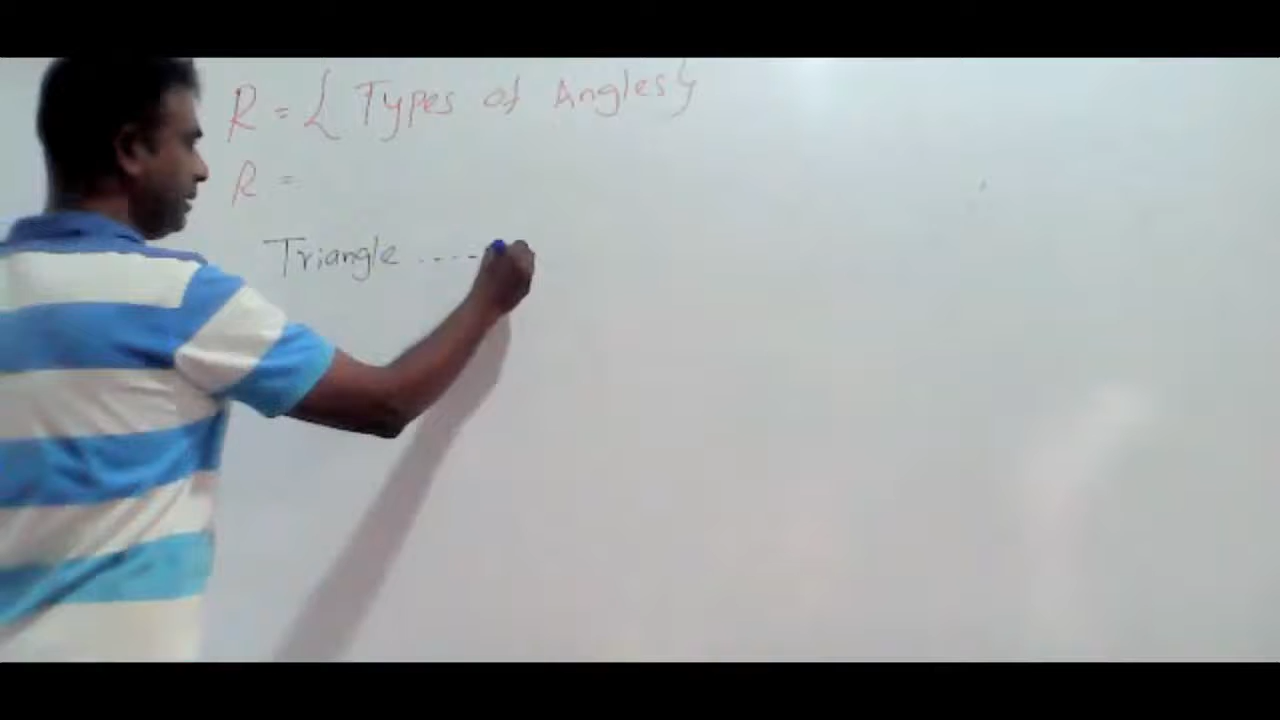 R = { Types of Angles}
R =
Triangle .....